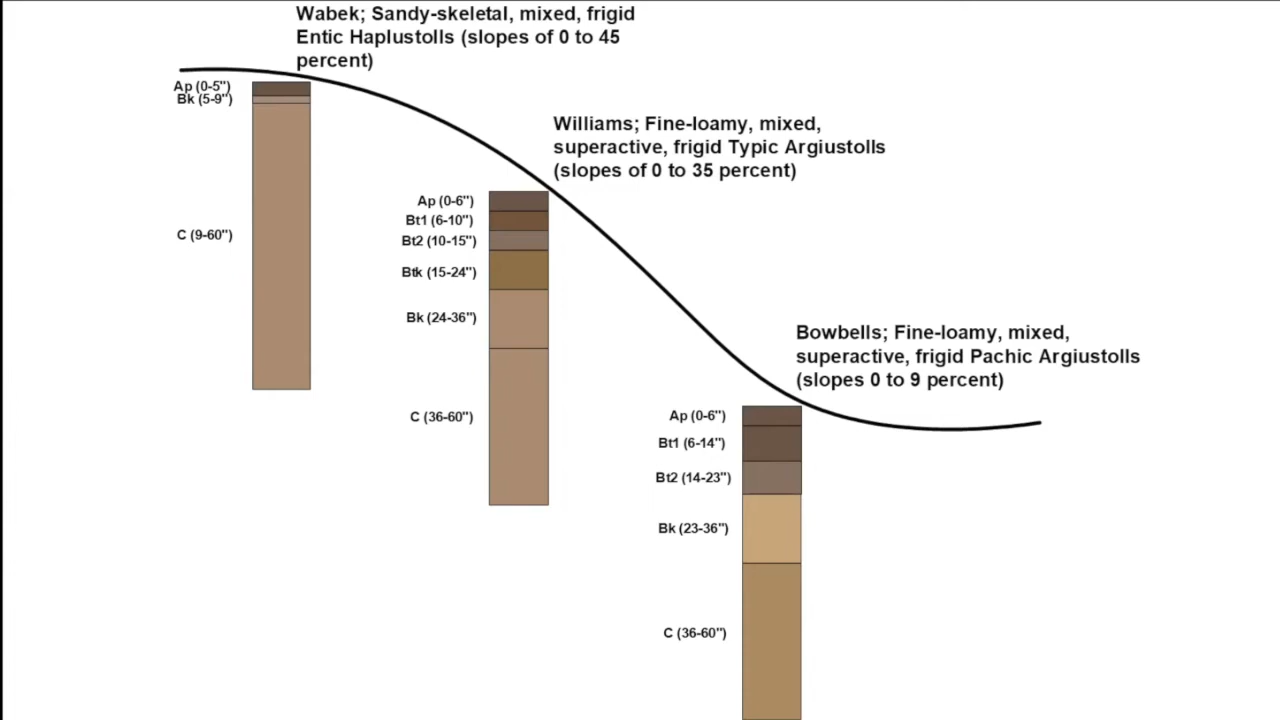 Wabek; Sandy-skeletal, mixed, frigid
Entic Haplustolls (slopes of 0 to 45
percent)
Ap (0-5")
Bk (5-9")
C (9-60")
Williams; Fine-loamy, mixed,
superactive, frigid Typic Argiustolls
(slopes of 0 to 35 percent)
Ap (0-6")
Bt1 (6-10")
Bt2 (10-15")
Btk (15-24")
Bk (24-36")
C (36-60")
Bowbells; Fine-loamy, mixed,
superactive, frigid Pachic Argiustolls
(slopes 0 to 9 percent)
Ap (0-6")
Bt1 (6-14")
Bt2 (14-23")
Bk (23-36")
C (36-60")